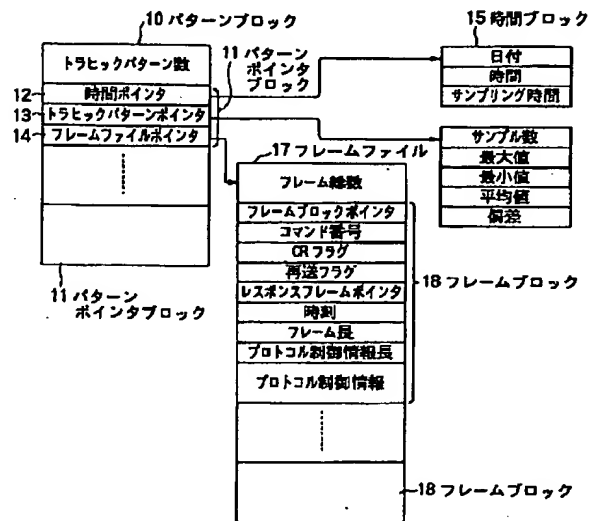 10 パターンブロック
トラヒックパターン数
12
時間ポインタ
13
トラヒックパターンポインタ
14
フレームファイルポインタ
11 パターン
ポインタ
ブロック
11 パターン
ポインタブロック
15 時間ブロック
日付
時間
サンプリング時間
サンプル数
最大値
最小値
平均値
偏差
17 フレームファイル
フレーム総数
フレームブロックポインタ
コマンド番号
CRフラグ
再送フラグ
レスポンスフレームポインタ
時刻
フレーム長
プロトコル制御情報長
プロトコル制御情報
18 フレームブロック
18 フレームブロック